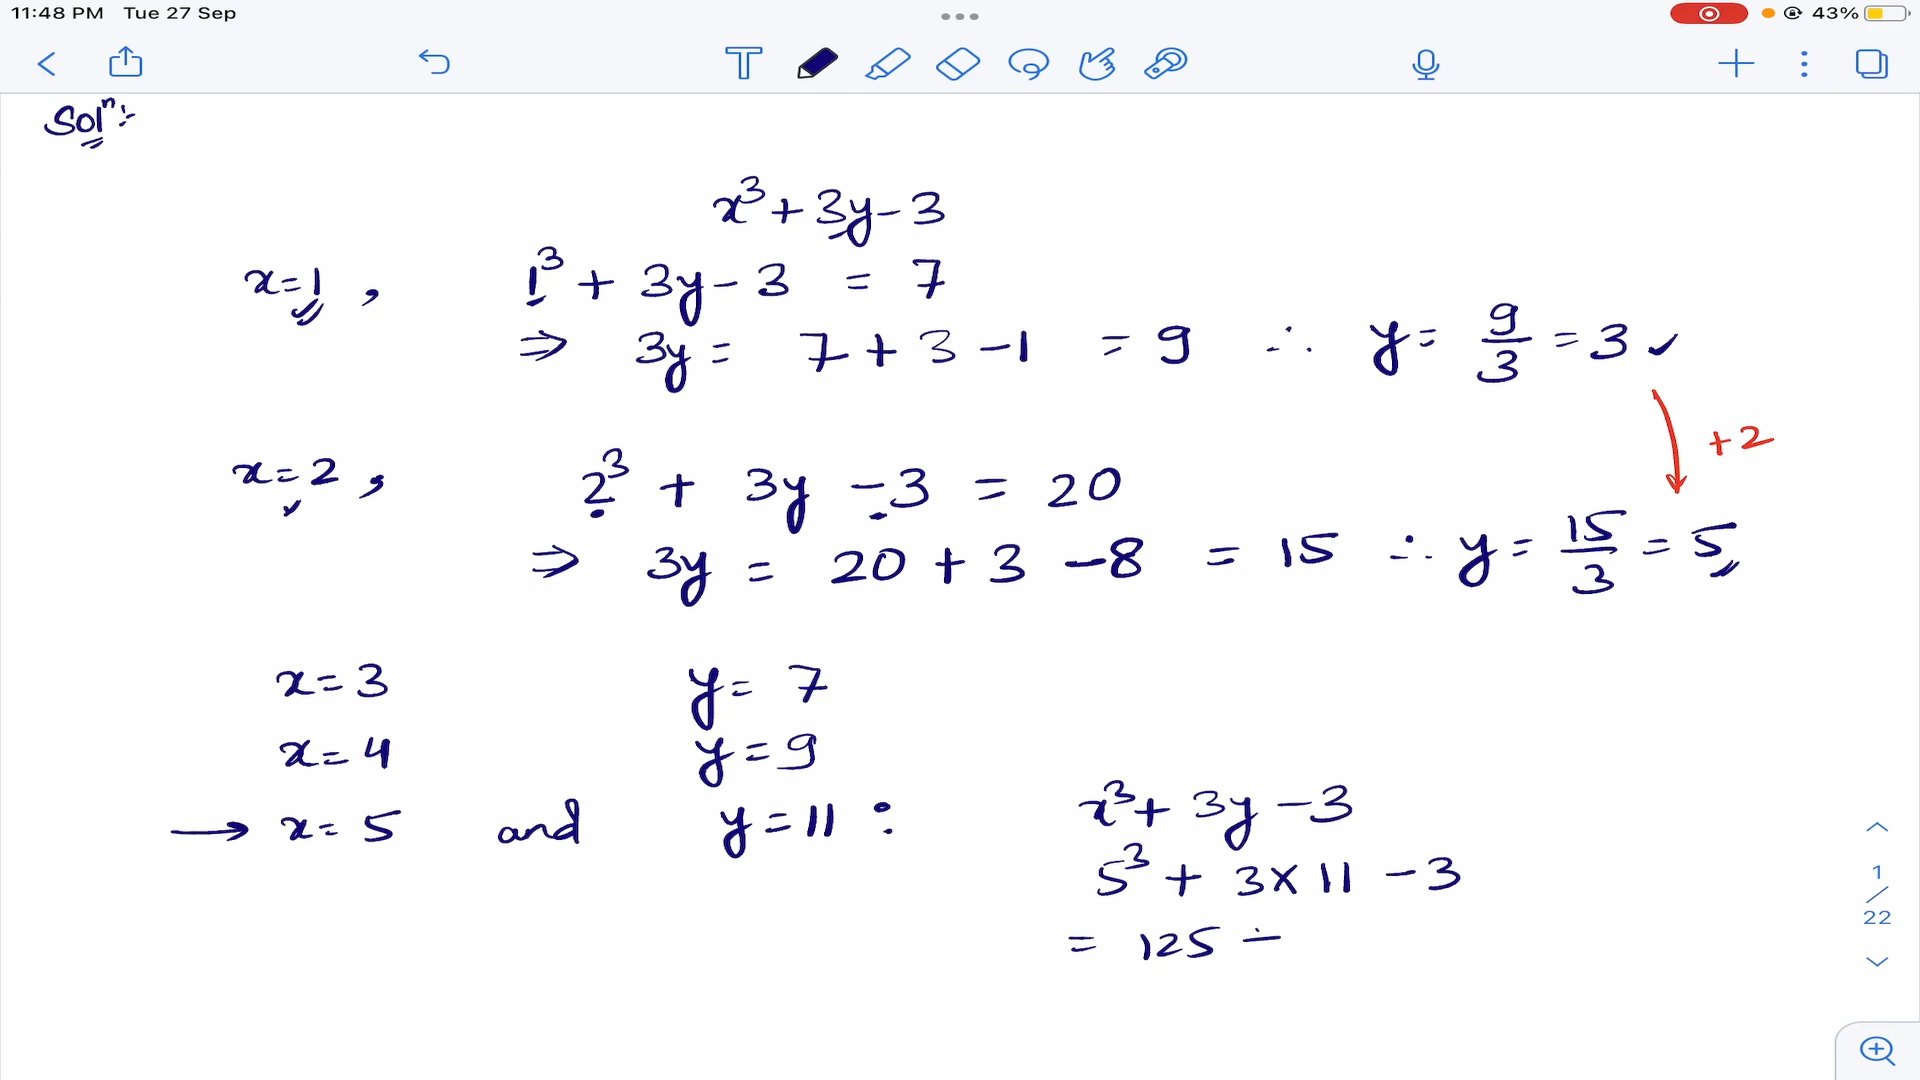 11:48 PM Tue 27 Sep 43%
T
Solⁿ:-
x³ + 3y - 3
x = 1 , 1³ + 3y - 3 = 7
⇒ 3y = 7 + 3 - 1 = 9 ∴ y = 9/3 = 3 ✓
+2
x = 2 , 2³ + 3y - 3 = 20
⇒ 3y = 20 + 3 - 8 = 15 ∴ y = 15/3 = 5
x = 3 y = 7
x = 4 y = 9
→ x = 5 and y = 11 :
x³ + 3y - 3
5³ + 3 × 11 - 3
= 125 +
1
/
22